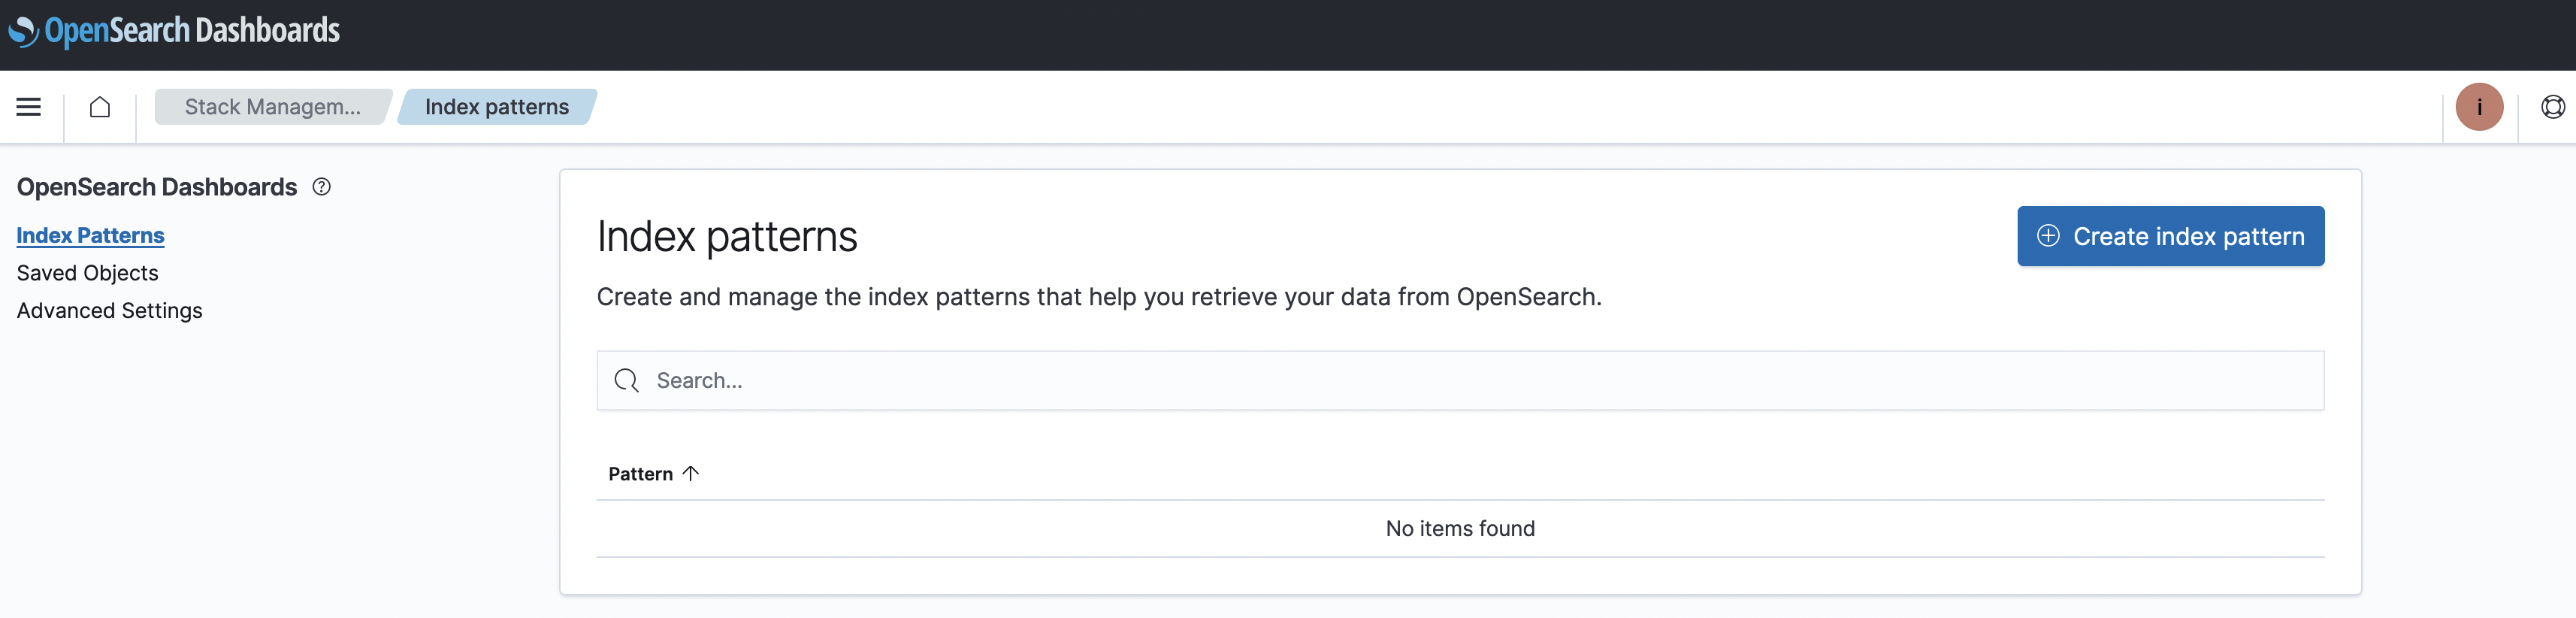 OpenSearch Dashboards
Stack Managem...
Index patterns
i
OpenSearch Dashboards
Index Patterns
Saved Objects
Advanced Settings
Index patterns
Create index pattern
Create and manage the index patterns that help you retrieve your data from OpenSearch.
Search...
Pattern
No items found